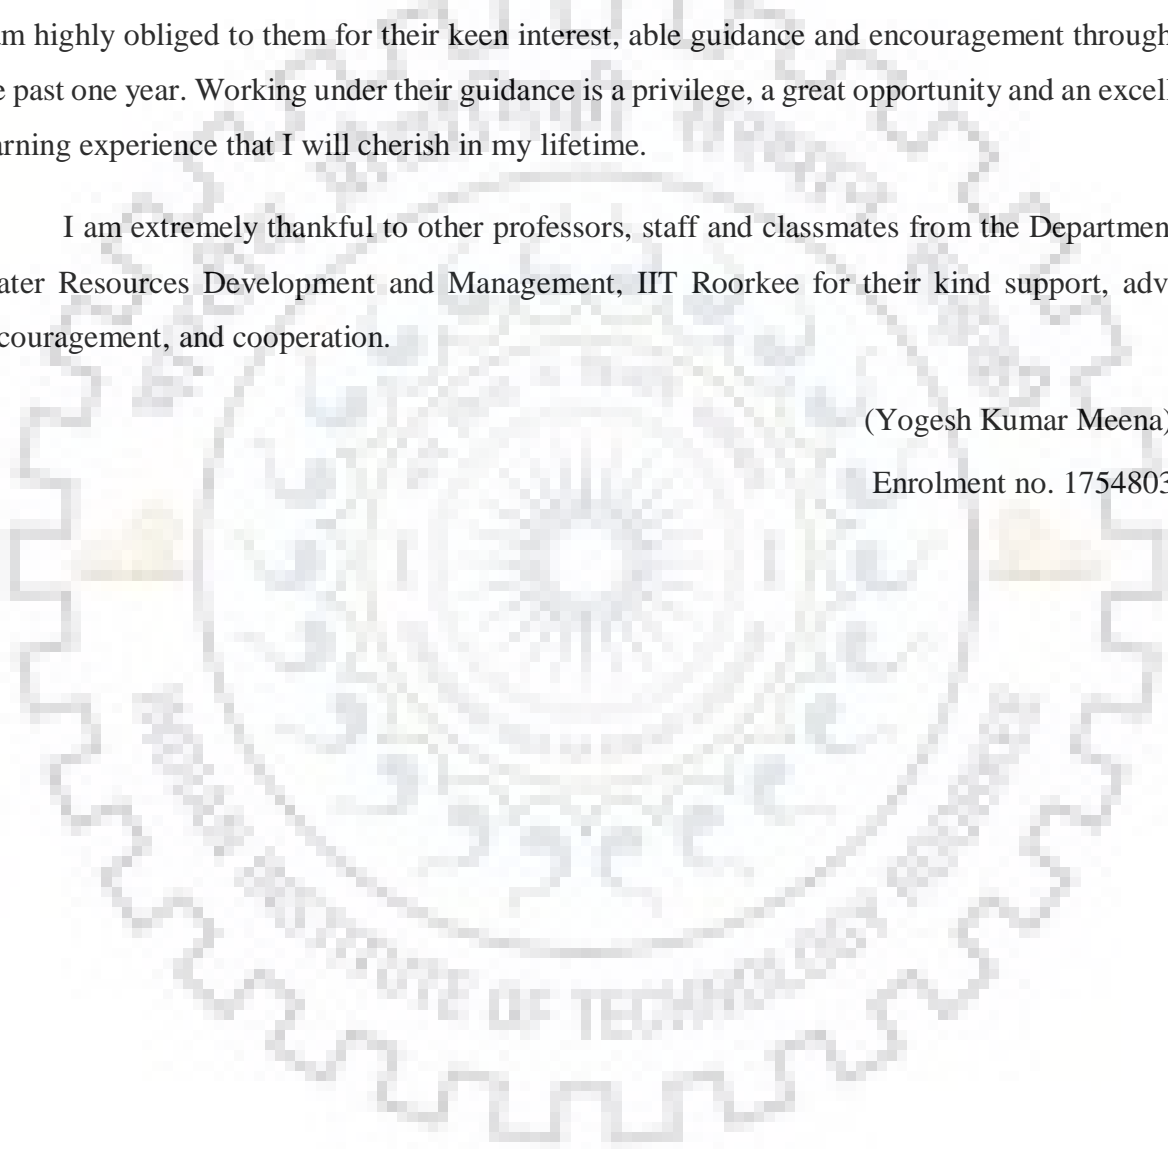 m highly obliged to them for their keen interest, able guidance and encouragement through
e past one year. Working under their guidance is a privilege, a great opportunity and an excell
arning experience that I will cherish in my lifetime.
I am extremely thankful to other professors, staff and classmates from the Departmen
ater Resources Development and Management, IIT Roorkee for their kind support, adv
couragement, and cooperation.
(Yogesh Kumar Meena)
Enrolment no. 1754803
INSTITUTE OF TECHNOLOGY ROORKEE